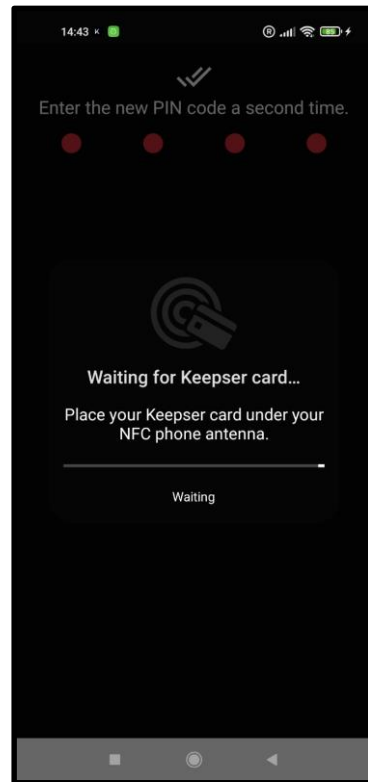 14:43
Enter the new PIN code a second time.
Waiting for Keepser card...
Place your Keepser card under your
NFC phone antenna.
Waiting